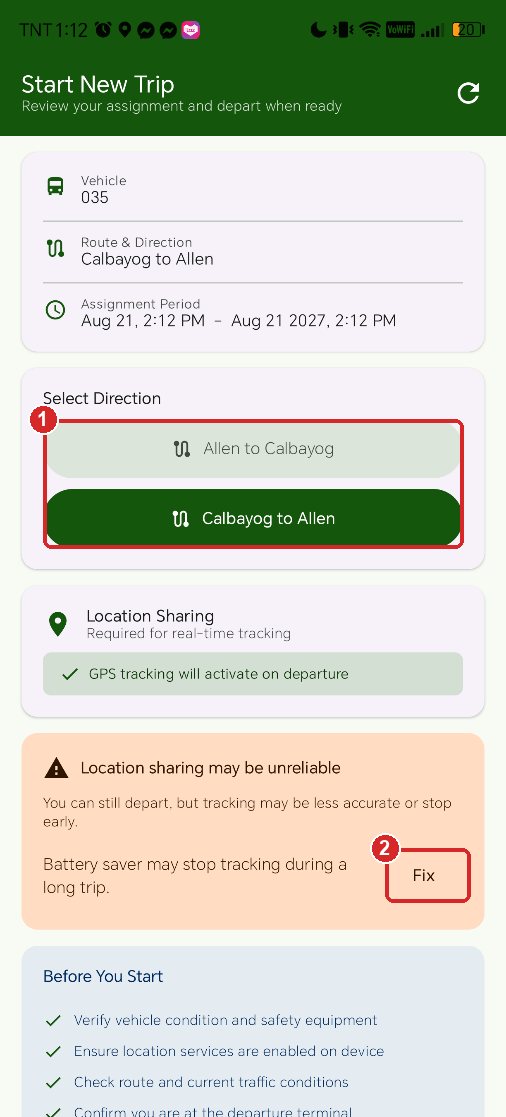 TNT 1:12 VoWiFi 20
Start New Trip
Review your assignment and depart when ready
Vehicle
035
Route & Direction
Calbayog to Allen
Assignment Period
Aug 21, 2:12 PM – Aug 21 2027, 2:12 PM
Select Direction
1
Allen to Calbayog
Calbayog to Allen
Location Sharing
Required for real-time tracking
GPS tracking will activate on departure
Location sharing may be unreliable
You can still depart, but tracking may be less accurate or stop
early.
Battery saver may stop tracking during a
long trip.
2
Fix
Before You Start
Verify vehicle condition and safety equipment
Ensure location services are enabled on device
Check route and current traffic conditions
Confirm you are at the departure terminal